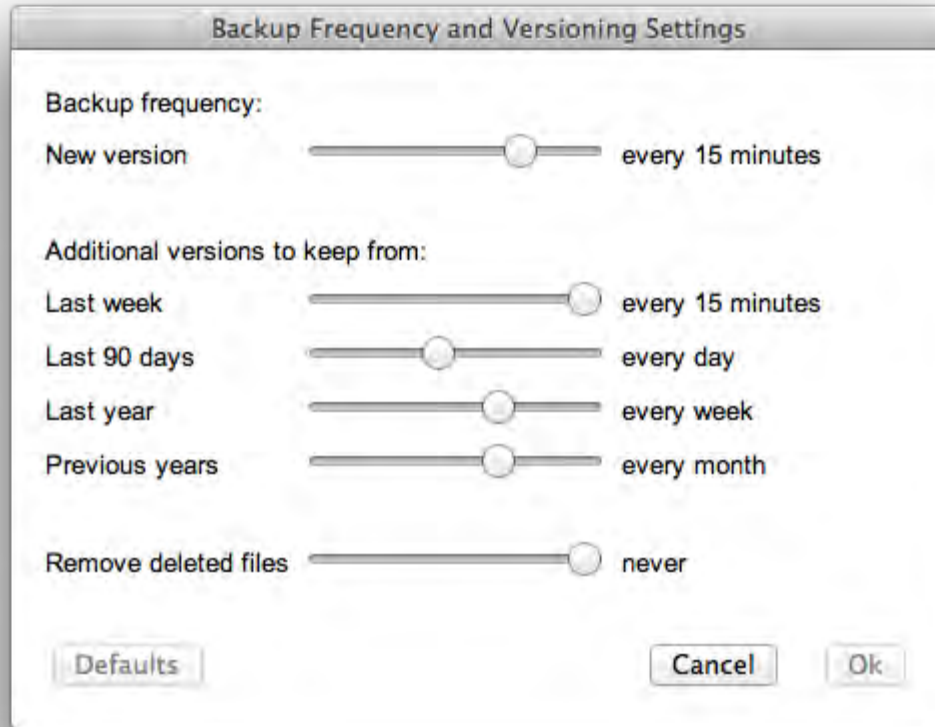 Backup Frequency and Versioning Settings
Backup frequency:
New version every 15 minutes
Additional versions to keep from:
Last week every 15 minutes
Last 90 days every day
Last year every week
Previous years every month
Remove deleted files never
Defaults Cancel Ok